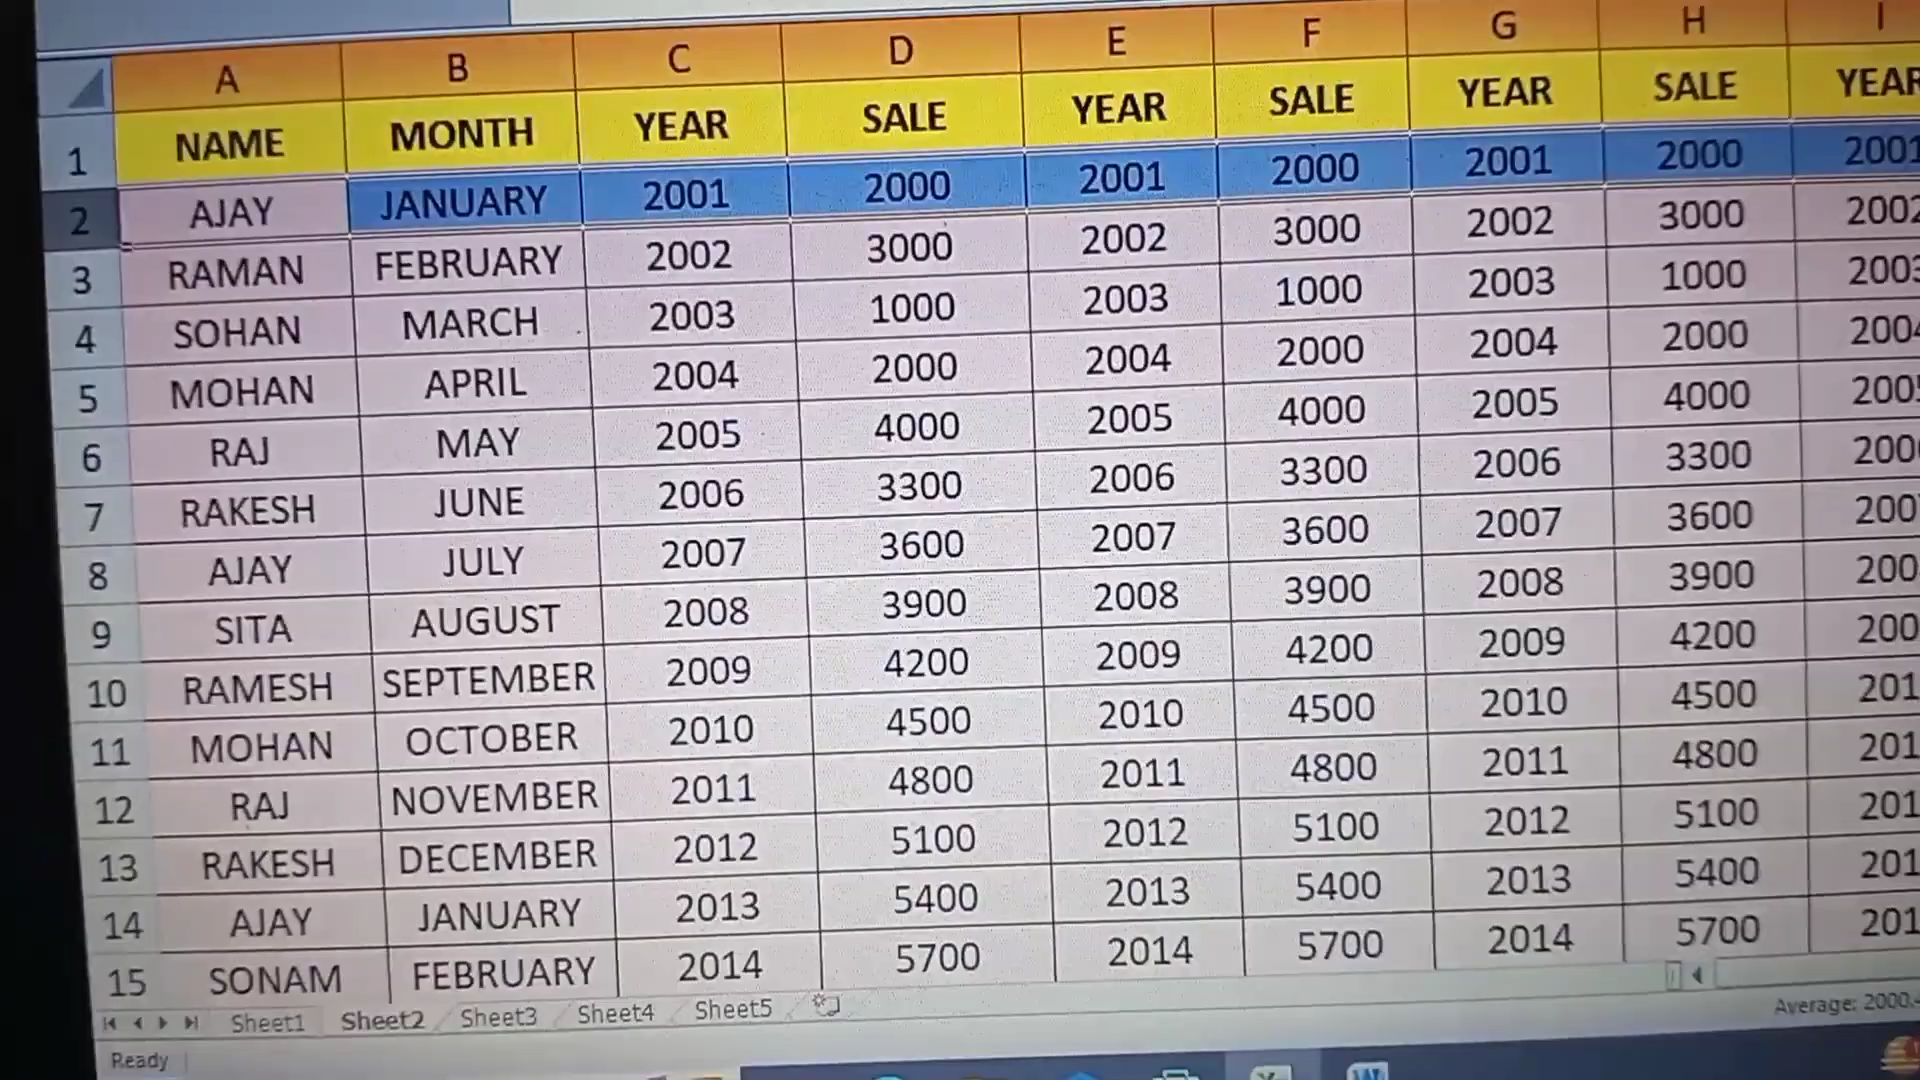 A B C D E F G H I
1 NAME MONTH YEAR SALE YEAR SALE YEAR SALE YEAR
2 AJAY JANUARY 2001 2000 2001 2000 2001 2000 2001
3 RAMAN FEBRUARY 2002 3000 2002 3000 2002 3000 2002
4 SOHAN MARCH 2003 1000 2003 1000 2003 1000 2003
5 MOHAN APRIL 2004 2000 2004 2000 2004 2000 2004
6 RAJ MAY 2005 4000 2005 4000 2005 4000 200
7 RAKESH JUNE 2006 3300 2006 3300 2006 3300 200
8 AJAY JULY 2007 3600 2007 3600 2007 3600 200
9 SITA AUGUST 2008 3900 2008 3900 2008 3900 200
10 RAMESH SEPTEMBER 2009 4200 2009 4200 2009 4200 200
11 MOHAN OCTOBER 2010 4500 2010 4500 2010 4500 201
12 RAJ NOVEMBER 2011 4800 2011 4800 2011 4800 201
13 RAKESH DECEMBER 2012 5100 2012 5100 2012 5100 201
14 AJAY JANUARY 2013 5400 2013 5400 2013 5400 201
15 SONAM FEBRUARY 2014 5700 2014 5700 2014 5700 201
Sheet1 Sheet2 Sheet3 Sheet4 Sheet5
Ready Average: 2000.